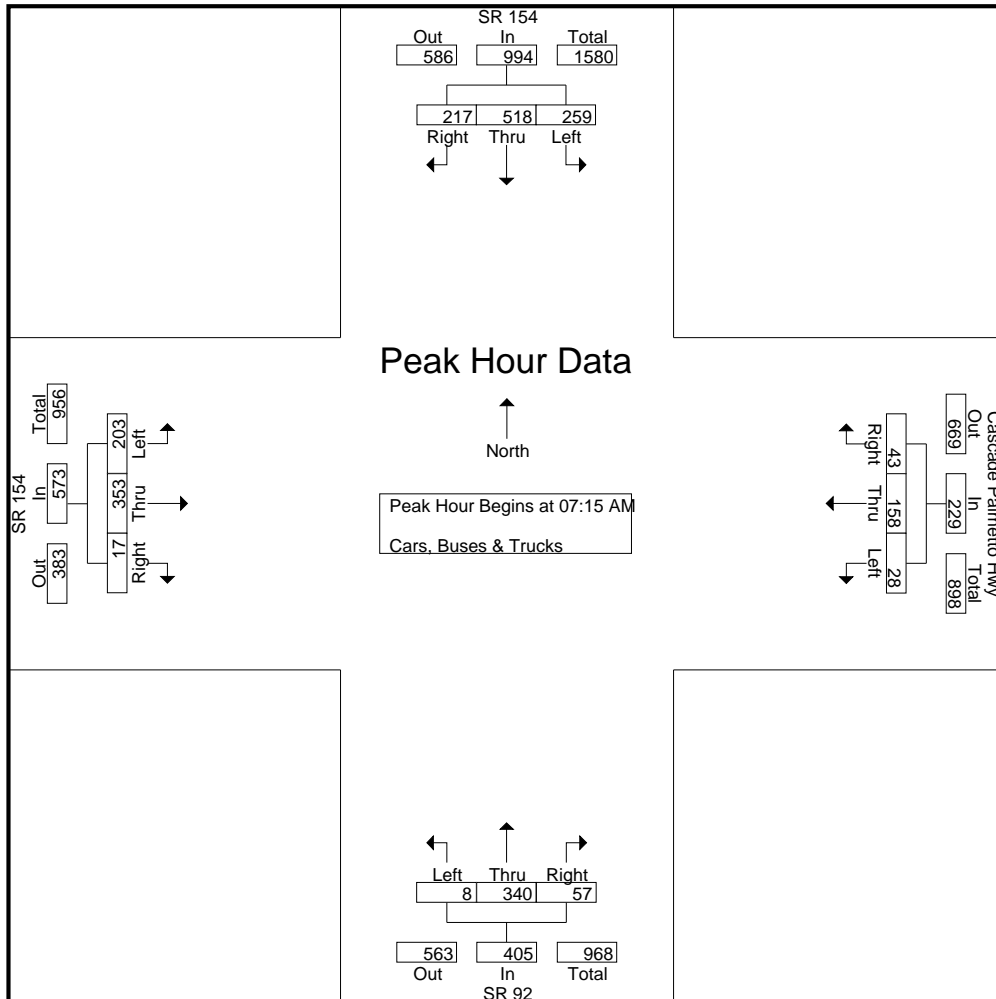 SR 154
Out In Total
586 994 1580
217 518 259
Right Thru Left
Peak Hour Data
North
Peak Hour Begins at 07:15 AM
Cars, Buses & Trucks
SR 154
Out In Total
383 573 956
17 353 203
Right Thru Left
Cascade Palmetto Hwy
Out In Total
669 229 898
43 158 28
Right Thru Left
Left Thru Right
8 340 57
563 405 968
Out In Total
SR 92